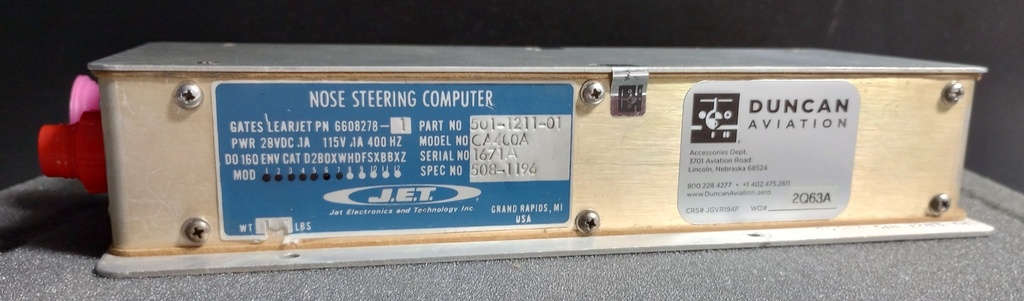 NOSE STEERING COMPUTER
GATES LEARJET PN 6608278-1 PART NO 501-1211-01
PWR 28VDC .1A 115V .1A 400 HZ MODEL NO CA400A
DO 160 ENV CAT D2BOXWHDFSXBBXZ SERIAL NO 1671A
MOD SPEC NO 508-1196
J.E.T.
Jet Electronics and Technology Inc.
GRAND RAPIDS, MI
USA
WT LBS
DUNCAN
AVIATION
Accessories Dept.
3701 Aviation Road
Lincoln, Nebraska 68524
800.228.4277 • +1 402.475.2611
www.DuncanAviation.aero
CRS# JGVR194F WO# 2Q63A